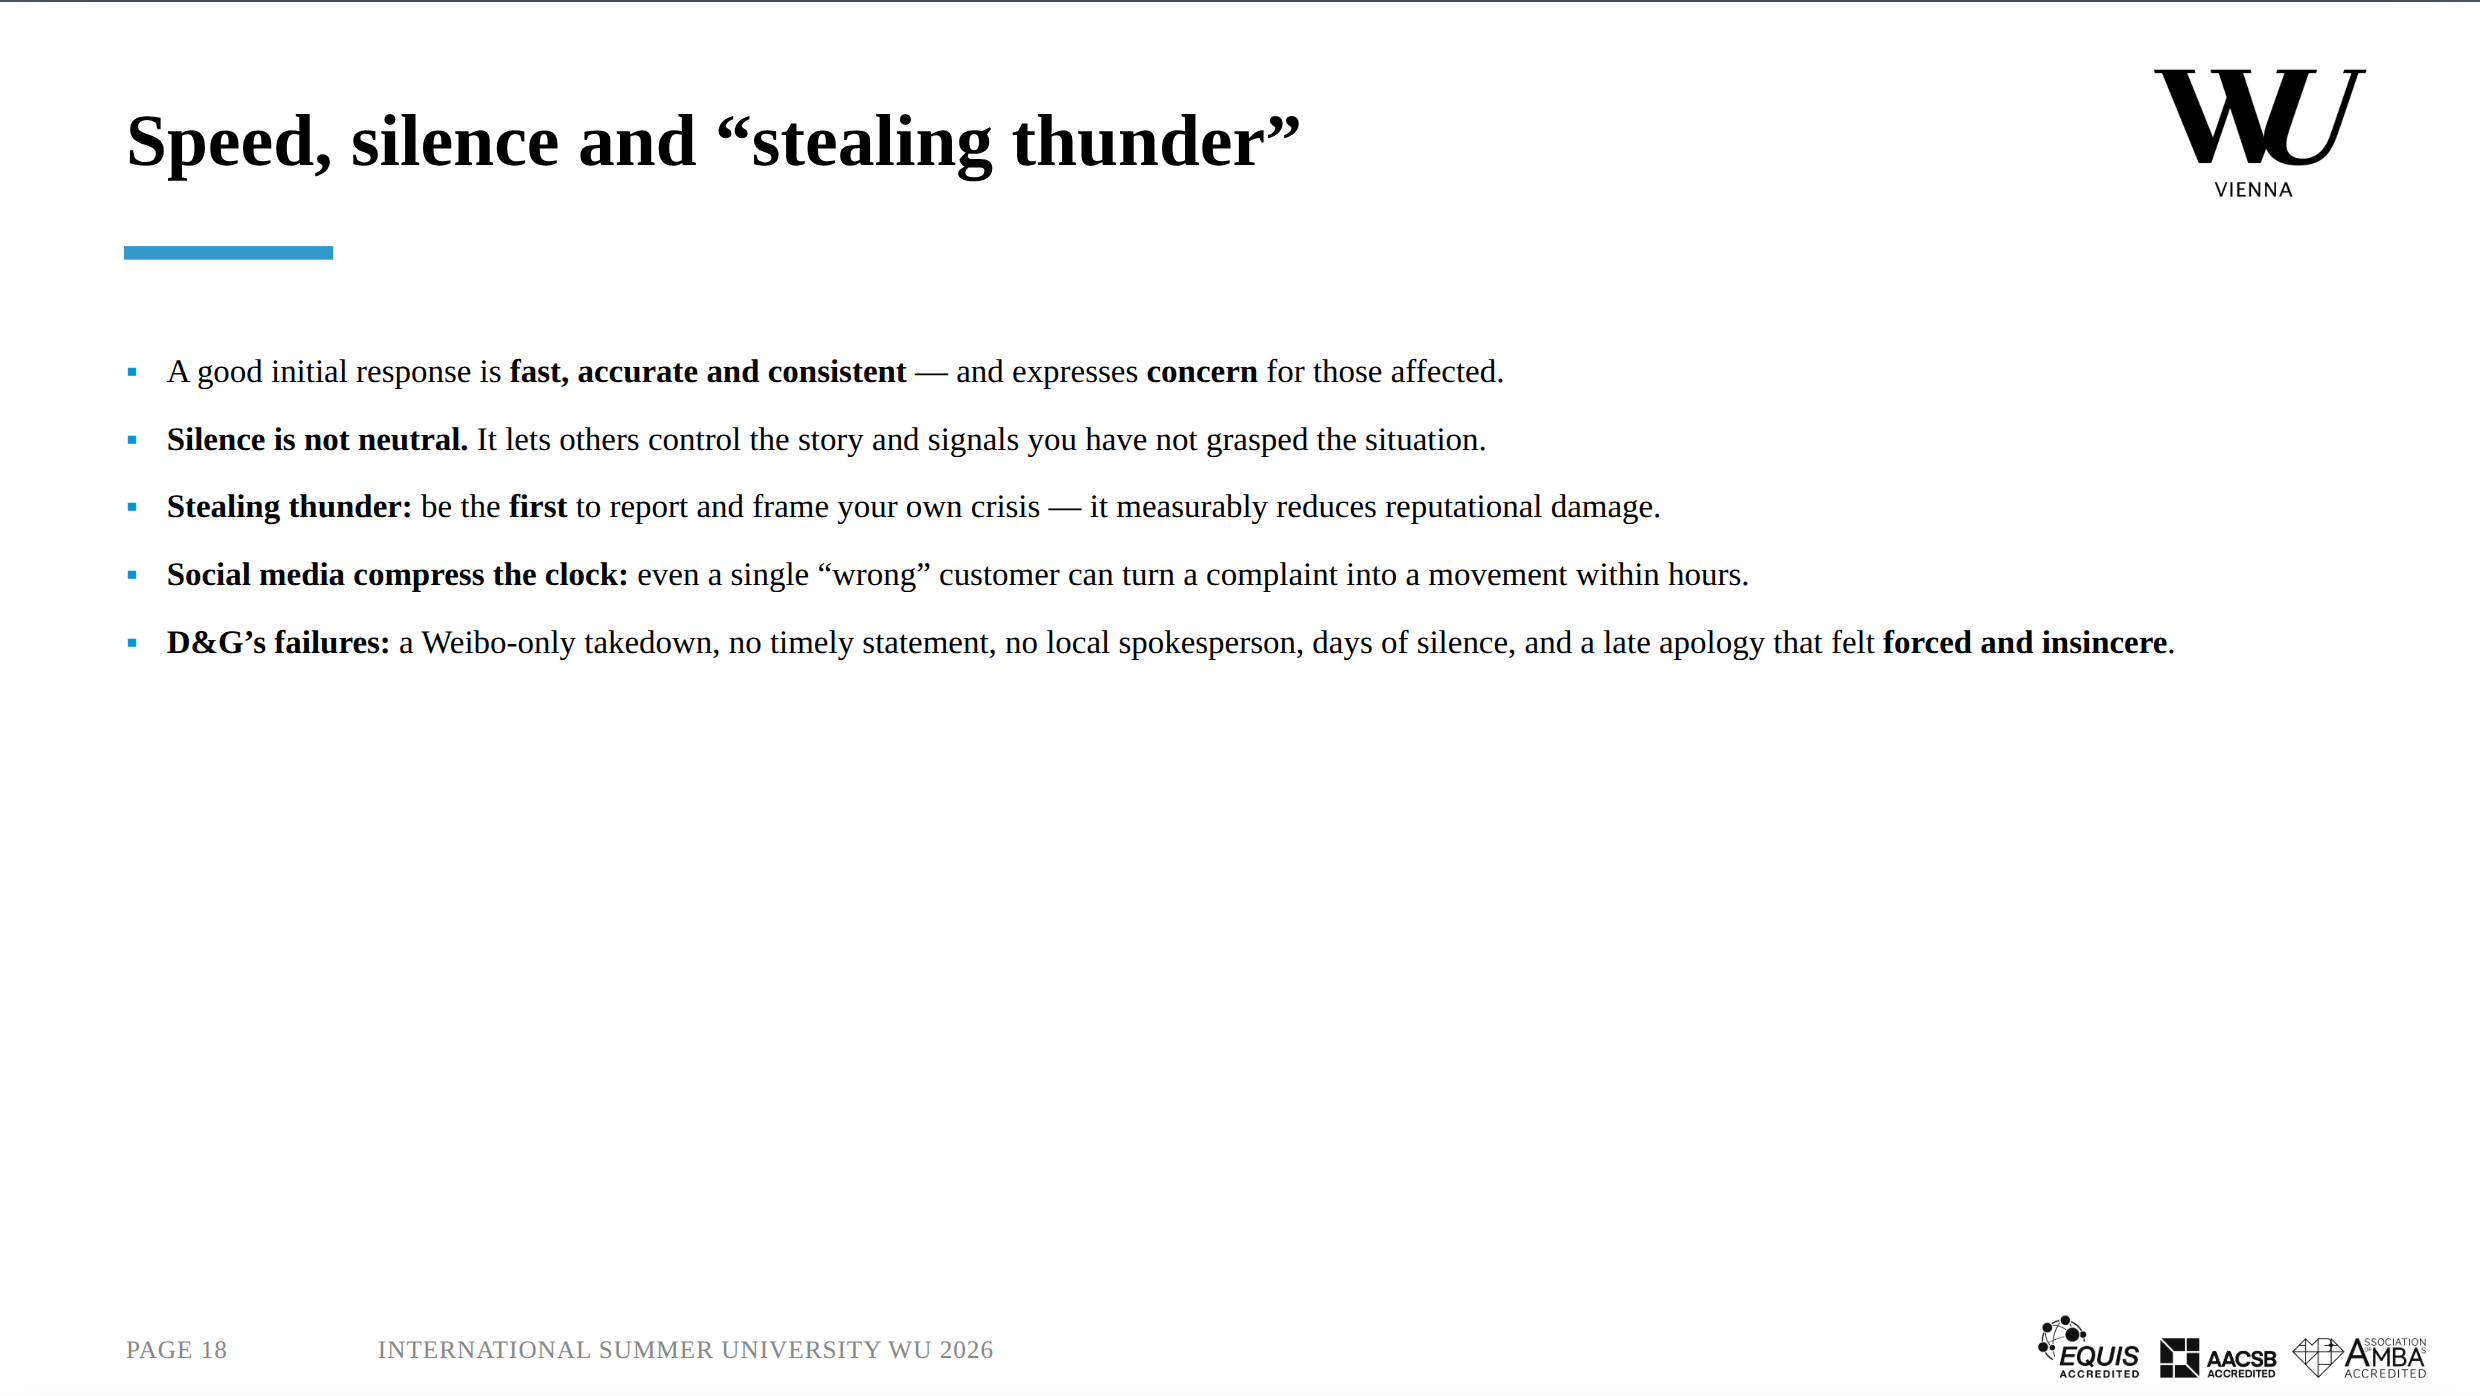 Speed, silence and “stealing thunder”
WU
VIENNA
▪ A good initial response is fast, accurate and consistent — and expresses concern for those affected.
▪ Silence is not neutral. It lets others control the story and signals you have not grasped the situation.
▪ Stealing thunder: be the first to report and frame your own crisis — it measurably reduces reputational damage.
▪ Social media compress the clock: even a single “wrong” customer can turn a complaint into a movement within hours.
▪ D&G’s failures: a Weibo-only takedown, no timely statement, no local spokesperson, days of silence, and a late apology that felt forced and insincere.
PAGE 18 INTERNATIONAL SUMMER UNIVERSITY WU 2026
EQUIS
ACCREDITED
AACSB
ACCREDITED
ASSOCIATION
OF AMBAS
ACCREDITED